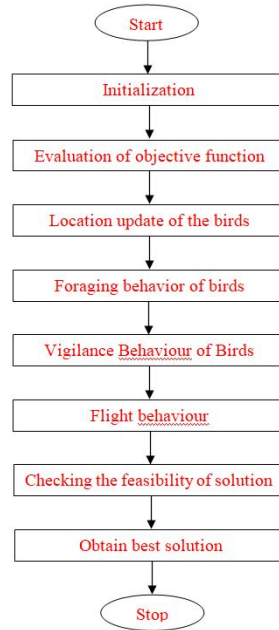 Start
Initialization
Evaluation of objective function
Location update of the birds
Foraging behavior of birds
Vigilance Behaviour of Birds
Flight behaviour
Checking the feasibility of solution
Obtain best solution
Stop